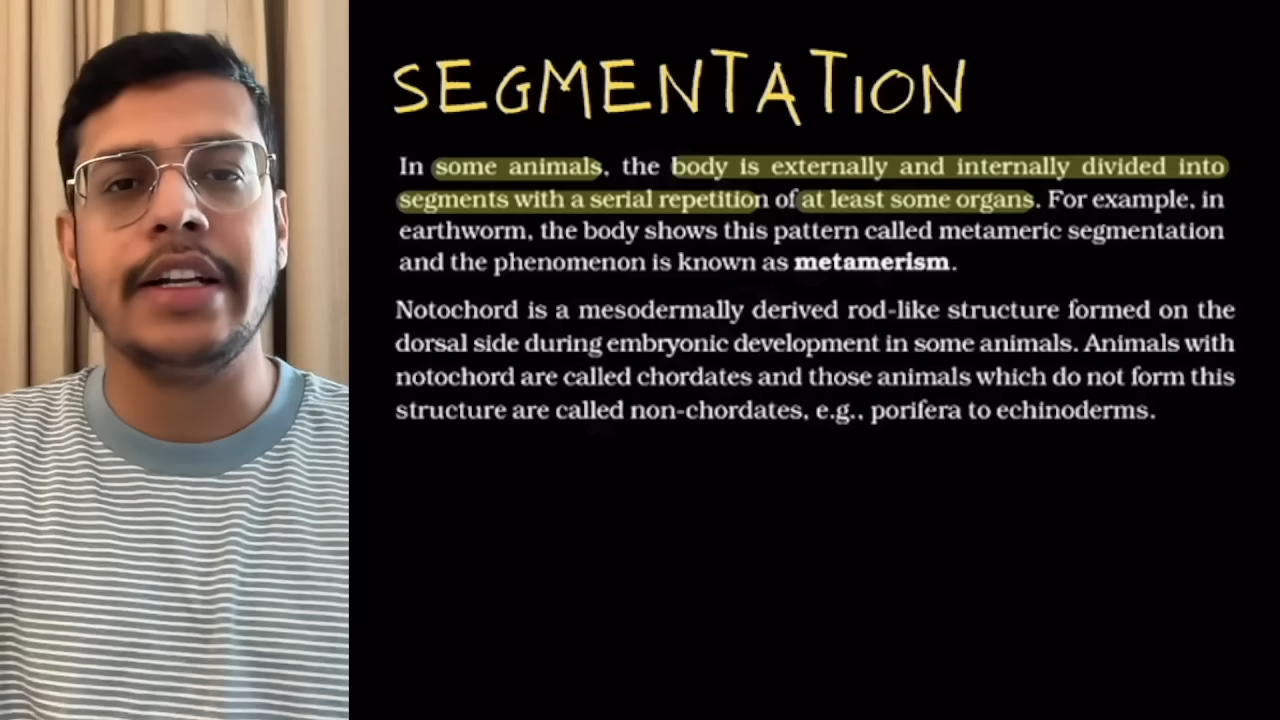 SEGMENTATION
In some animals, the body is externally and internally divided into
segments with a serial repetition of at least some organs. For example, in
earthworm, the body shows this pattern called metameric segmentation
and the phenomenon is known as metamerism.
Notochord is a mesodermally derived rod-like structure formed on the
dorsal side during embryonic development in some animals. Animals with
notochord are called chordates and those animals which do not form this
structure are called non-chordates, e.g., porifera to echinoderms.